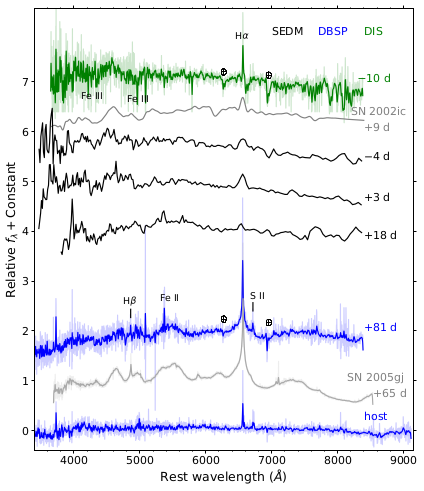 Hα SEDM DBSP DIS
7
−10 d
Fe III
Fe III
SN 2002ic
+9 d
6
−4 d
5
+3 d
4
+18 d
3
Hβ
Fe II
S II
2
+81 d
1
SN 2005gj
+65 d
host
0
Relative fλ + Constant
4000 5000 6000 7000 8000 9000
Rest wavelength (Å)